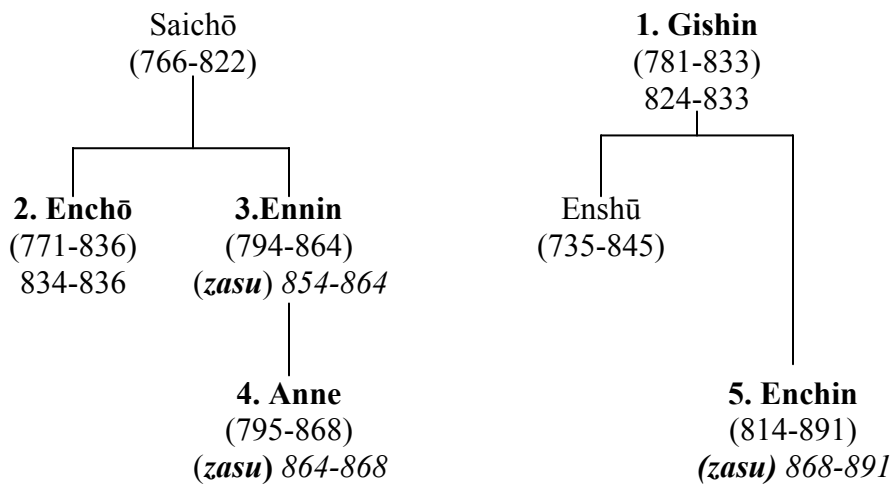 Saichō
(766-822)
1. Gishin
(781-833)
824-833
2. Enchō
(771-836)
834-836
3.Ennin
(794-864)
(zasu) 854-864
Enshū
(735-845)
4. Anne
(795-868)
(zasu) 864-868
5. Enchin
(814-891)
(zasu) 868-891